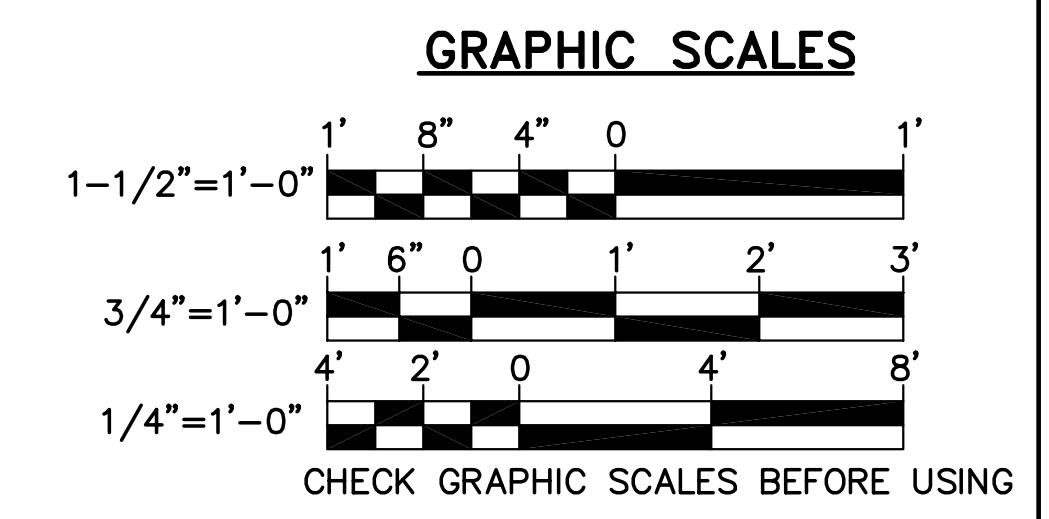 GRAPHIC SCALES
1' 8" 4" 0 1'
1-1/2"=1'-0"
1' 6" 0 1' 2' 3'
3/4"=1'-0"
4' 2' 0 4' 8'
1/4"=1'-0"
CHECK GRAPHIC SCALES BEFORE USING